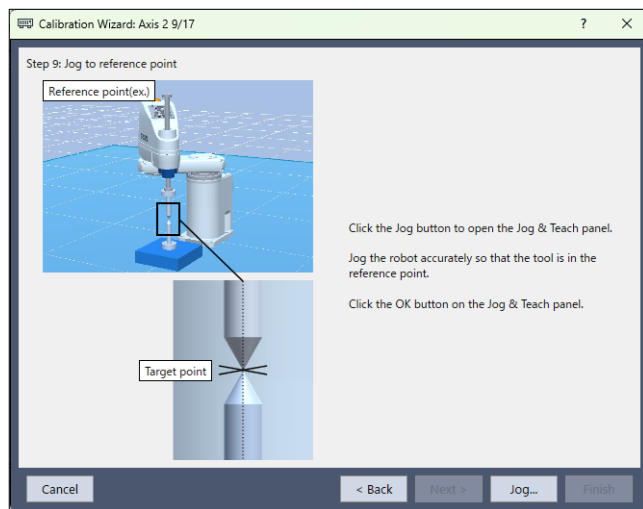 Calibration Wizard: Axis 2 9/17
Step 9: Jog to reference point
Reference point(ex.)
Click the Jog button to open the Jog & Teach panel.
Jog the robot accurately so that the tool is in the
reference point.
Click the OK button on the Jog & Teach panel.
Target point
Cancel
< Back
Next >
Jog...
Finish